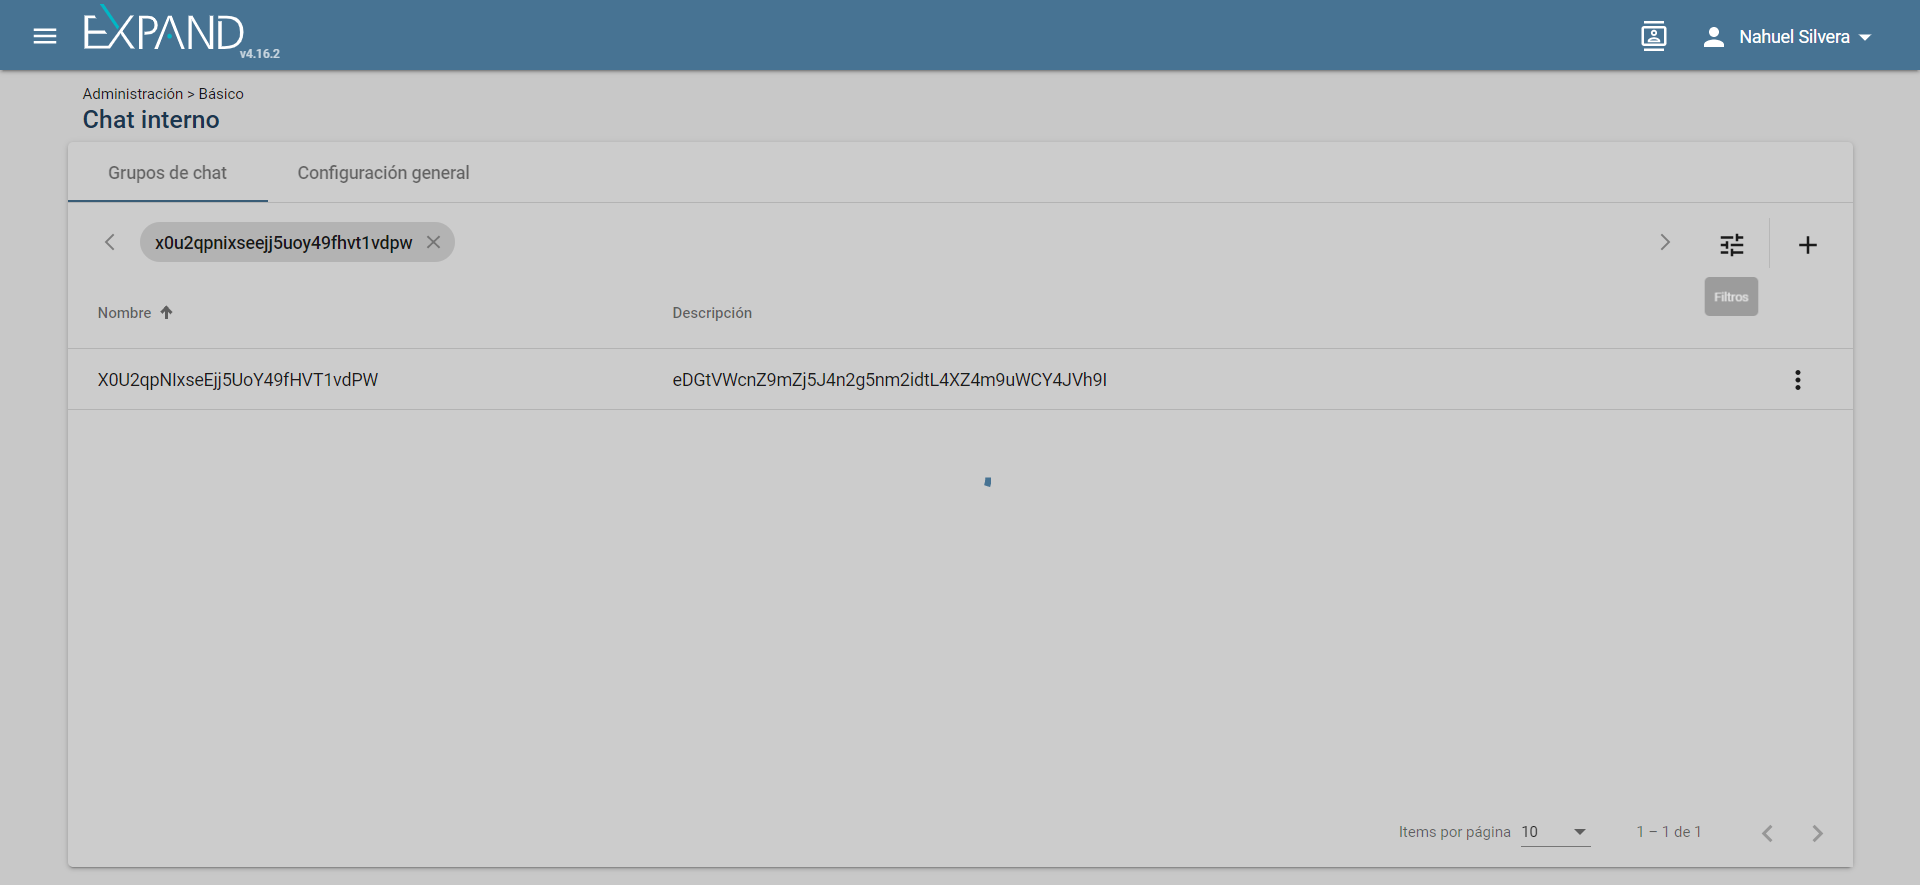 EXPAND
v4.16.2
Nahuel Silvera
Administración > Básico
Chat interno
Grupos de chat
Configuración general
x0u2qpnixseejj5uoy49fhvt1vdpw
Filtros
Nombre
Descripción
X0U2qpNIxseEjj5UoY49fHVT1vdPW
eDGtVWcnZ9mZj5J4n2g5nm2idtL4XZ4m9uWCY4JVh9I
Items por página
10
1 – 1 de 1